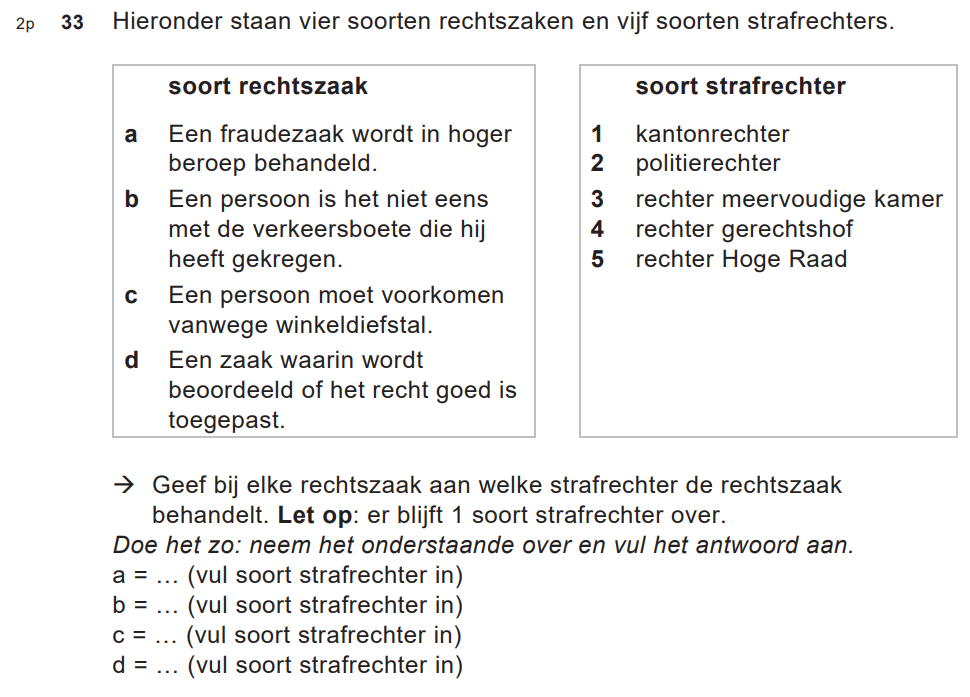 2p 33 Hieronder staan vier soorten rechtszaken en vijf soorten strafrechters.
soort rechtszaak
a Een fraudezaak wordt in hoger
beroep behandeld.
b Een persoon is het niet eens
met de verkeersboete die hij
heeft gekregen.
c Een persoon moet voorkomen
vanwege winkeldiefstal.
d Een zaak waarin wordt
beoordeeld of het recht goed is
toegepast.
soort strafrechter
1 kantonrechter
2 politierechter
3 rechter meervoudige kamer
4 rechter gerechtshof
5 rechter Hoge Raad
→ Geef bij elke rechtszaak aan welke strafrechter de rechtszaak
behandelt. Let op: er blijft 1 soort strafrechter over.
Doe het zo: neem het onderstaande over en vul het antwoord aan.
a = … (vul soort strafrechter in)
b = … (vul soort strafrechter in)
c = … (vul soort strafrechter in)
d = … (vul soort strafrechter in)